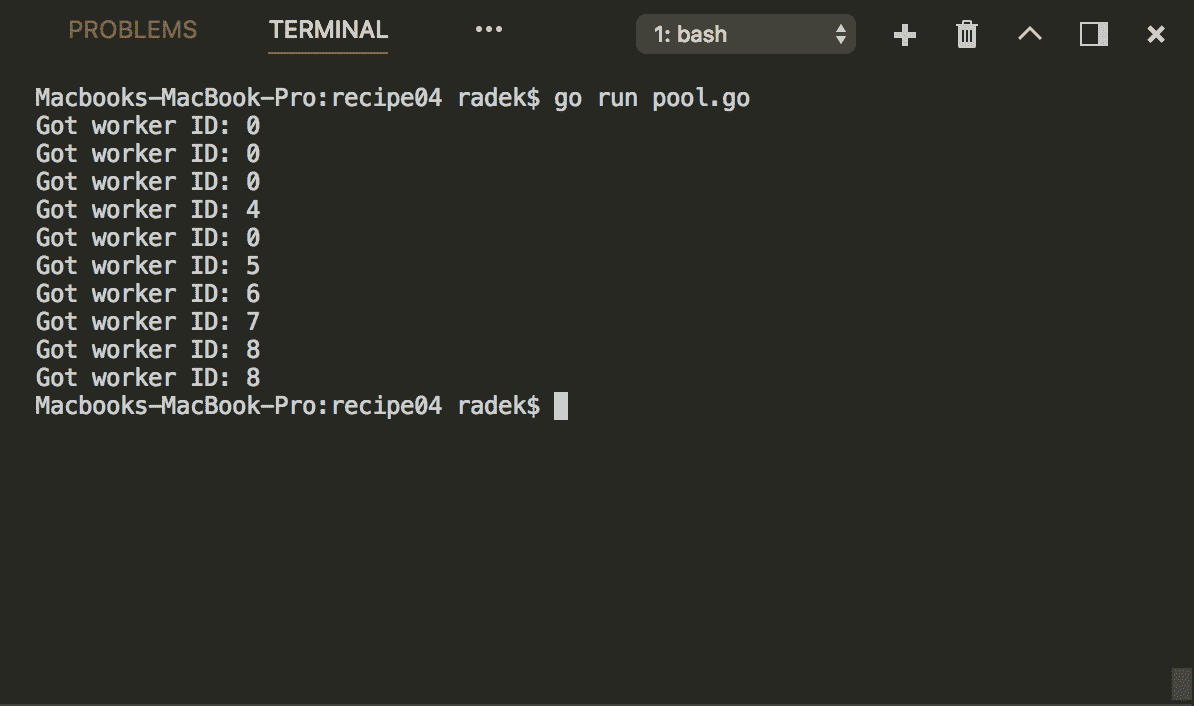 PROBLEMS TERMINAL ••• 1: bash
Macbooks-MacBook-Pro:recipe04 radek$ go run pool.go
Got worker ID: 0
Got worker ID: 0
Got worker ID: 0
Got worker ID: 4
Got worker ID: 0
Got worker ID: 5
Got worker ID: 6
Got worker ID: 7
Got worker ID: 8
Got worker ID: 8
Macbooks-MacBook-Pro:recipe04 radek$